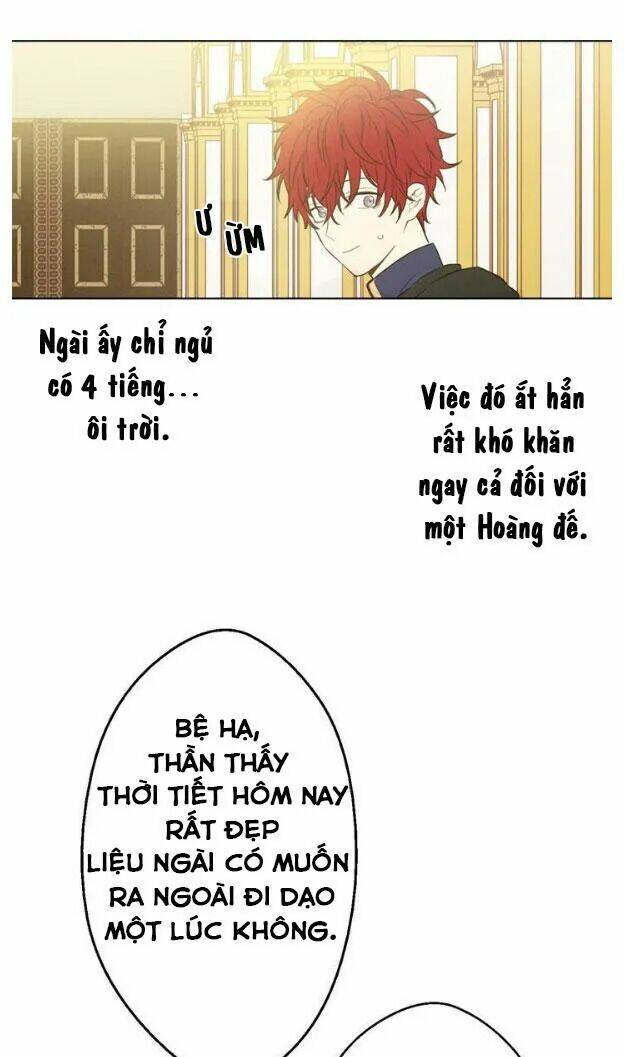 Ư
ỪM
Ngài ấy chỉ ngủ
có 4 tiếng...
ôi trời.
Việc đó ắt hẳn
rất khó khăn
ngay cả đối với
một Hoàng đế.
BỆ HẠ,
THẦN THẤY
THỜI TIẾT HÔM NAY
RẤT ĐẸP
LIỆU NGÀI CÓ MUỐN
RA NGOÀI ĐI DẠO
MỘT LÚC KHÔNG.